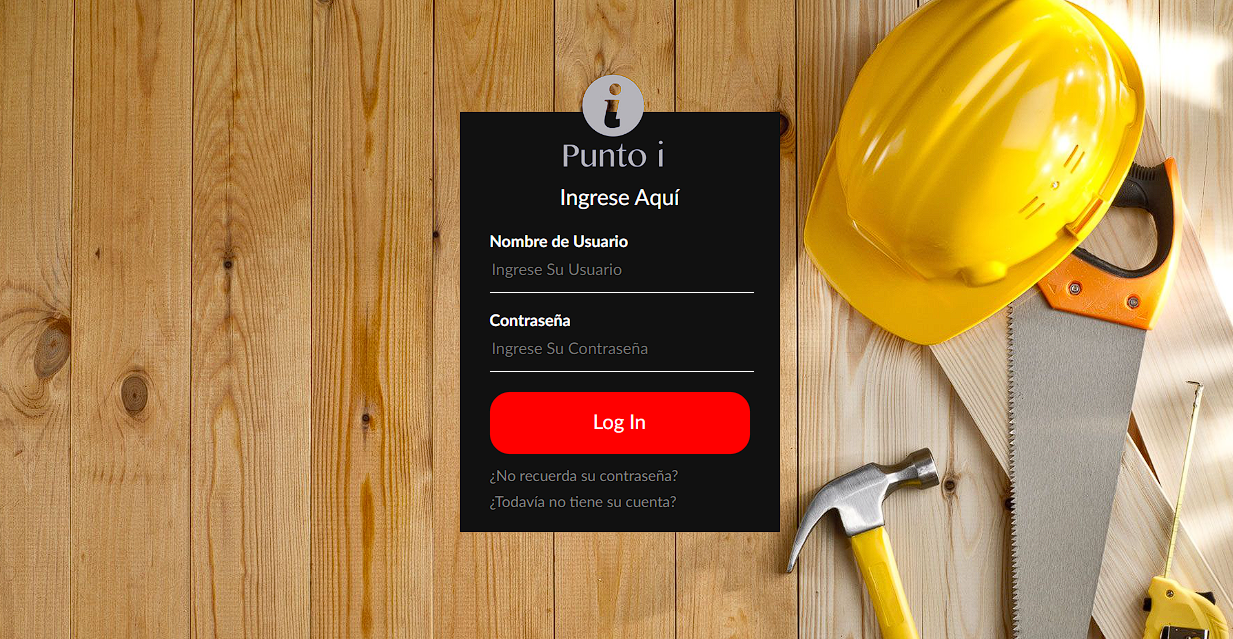 i
Punto i
Ingrese Aquí
Nombre de Usuario
Ingrese Su Usuario
Contraseña
Ingrese Su Contraseña
Log In
¿No recuerda su contraseña?
¿Todavía no tiene su cuenta?